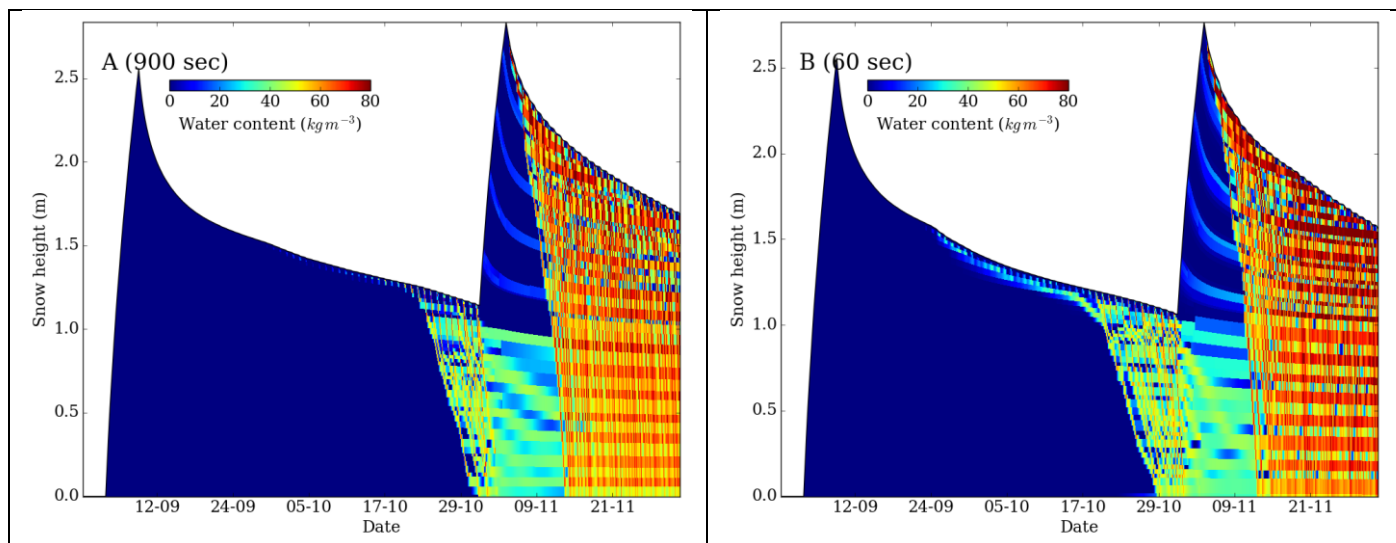 A (900 sec)
0 20 40 60 80
Water content (kg m⁻³)
2.5
2.0
1.5
1.0
0.5
0.0
Snow height (m)
12-09 24-09 05-10 17-10 29-10 09-11 21-11
Date
B (60 sec)
0 20 40 60 80
Water content (kg m⁻³)
2.5
2.0
1.5
1.0
0.5
0.0
Snow height (m)
12-09 24-09 05-10 17-10 29-10 09-11 21-11
Date